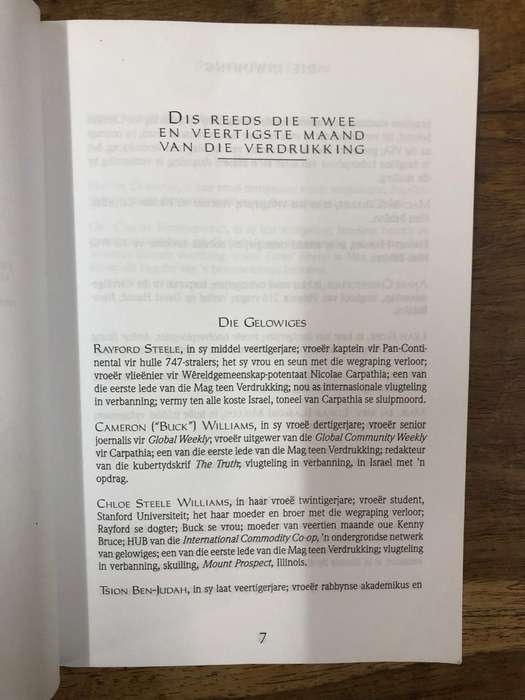 DIS REEDS DIE TWEE
EN VEERTIGSTE MAAND
VAN DIE VERDRUKKING
DIE GELOWIGES
RAYFORD STEELE, in sy middel veertigerjare; vroeër kaptein vir Pan-Conti-
nental vir hulle 747-stralers; het sy vrou en seun met die wegraping verloor;
vroeër vlieënier vir Wêreldgemeenskap-potentaat Nicolae Carpathia; een van
die eerste lede van die Mag teen Verdrukking; nou as internasionale vlugteling
in verbanning; vermy ten alle koste Israel, toneel van Carpathia se sluipmoord.
CAMERON ("BUCK") WILLIAMS, in sy vroeë dertigerjare; vroeër senior
joernalis vir Global Weekly; vroeër uitgewer van die Global Community Weekly
vir Carpathia; een van die eerste lede van die Mag teen Verdrukking; redakteur
van die kubertydskrif The Truth; vlugteling in verbanning, in Israel met 'n
opdrag.
CHLOE STEELE WILLIAMS, in haar vroeë twintigerjare; vroeër student,
Stanford Universiteit; het haar moeder en broer met die wegraping verloor;
Rayford se dogter; Buck se vrou; moeder van veertien maande oue Kenny
Bruce; HUB van die International Commodity Co-op, 'n ondergrondse netwerk
van gelowiges; een van die eerste lede van die Mag teen Verdrukking; vlugteling
in verbanning, skuiling, Mount Prospect, Illinois.
TSION BEN-JUDAH, in sy laat veertigerjare; vroeër rabbynse akademikus en
7